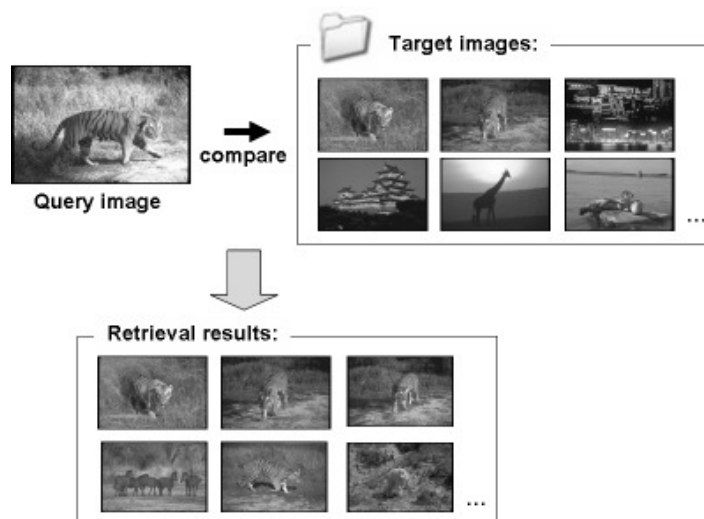 Target images:
compare
Query image
...
Retrieval results:
...